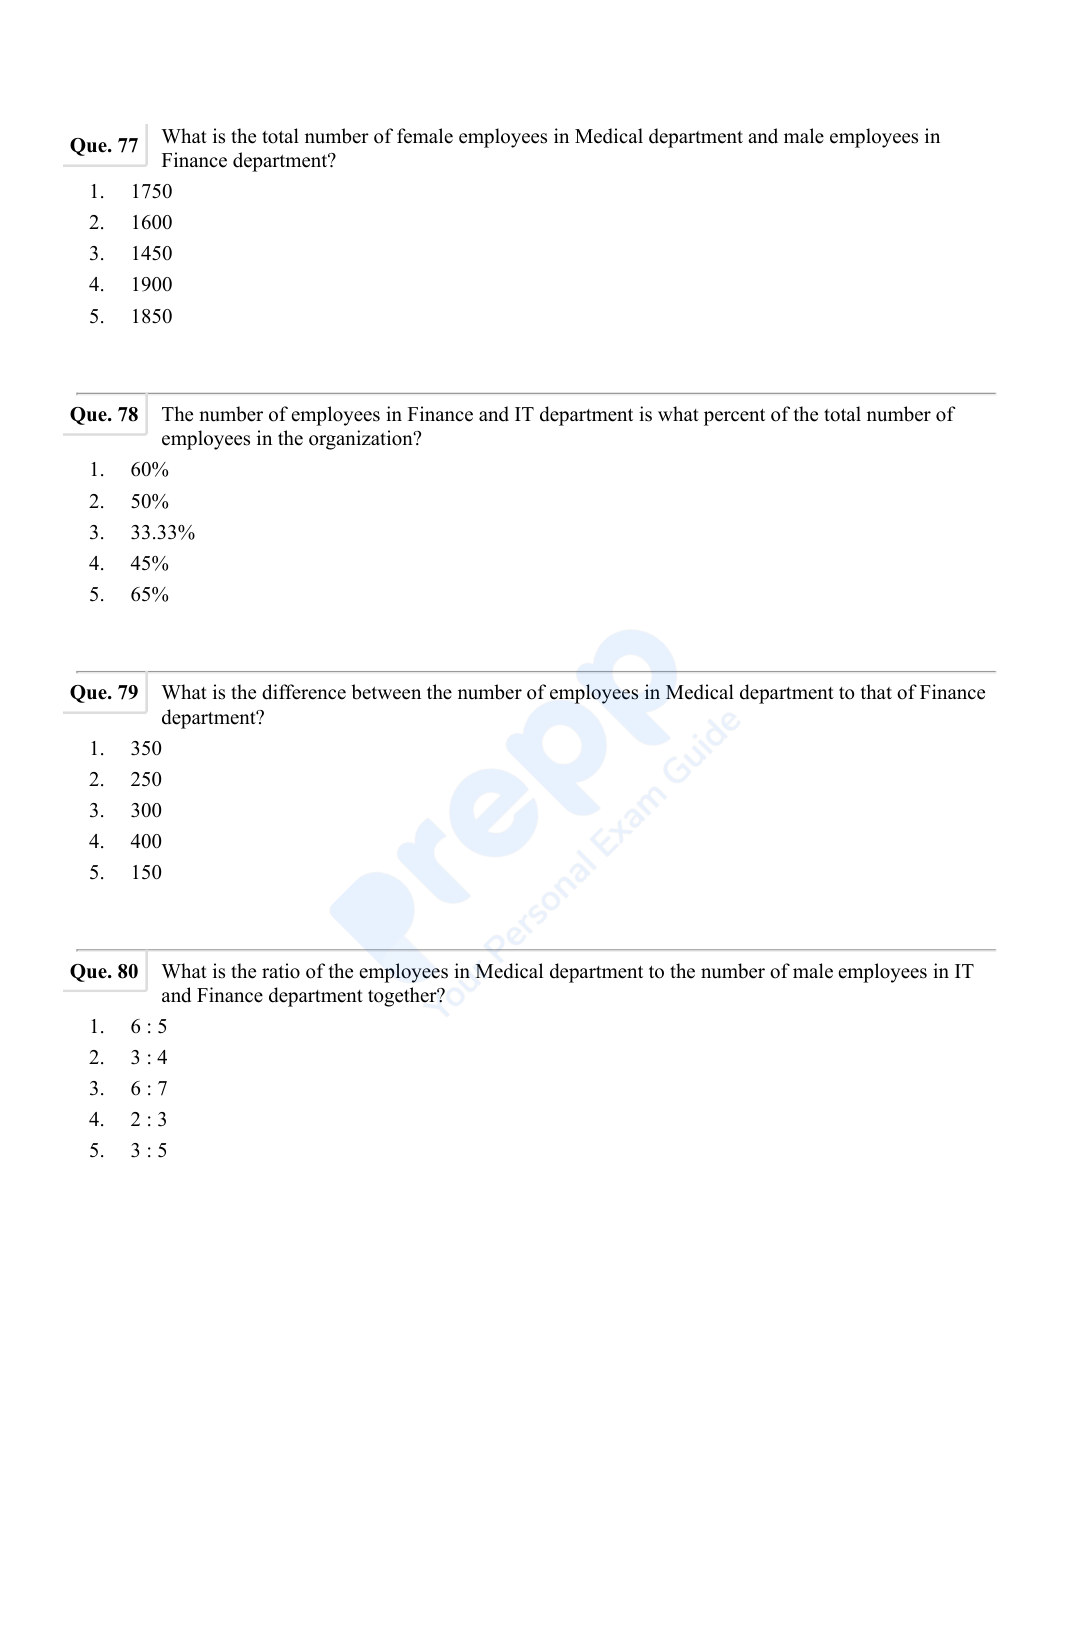 Que. 77 What is the total number of female employees in Medical department and male employees in
Finance department?
1. 1750
2. 1600
3. 1450
4. 1900
5. 1850
Que. 78 The number of employees in Finance and IT department is what percent of the total number of
employees in the organization?
1. 60%
2. 50%
3. 33.33%
4. 45%
5. 65%
Que. 79 What is the difference between the number of employees in Medical department to that of Finance
department?
1. 350
2. 250
3. 300
4. 400
5. 150
Que. 80 What is the ratio of the employees in Medical department to the number of male employees in IT
and Finance department together?
1. 6 : 5
2. 3 : 4
3. 6 : 7
4. 2 : 3
5. 3 : 5
prepp
Your Personal Exam Guide